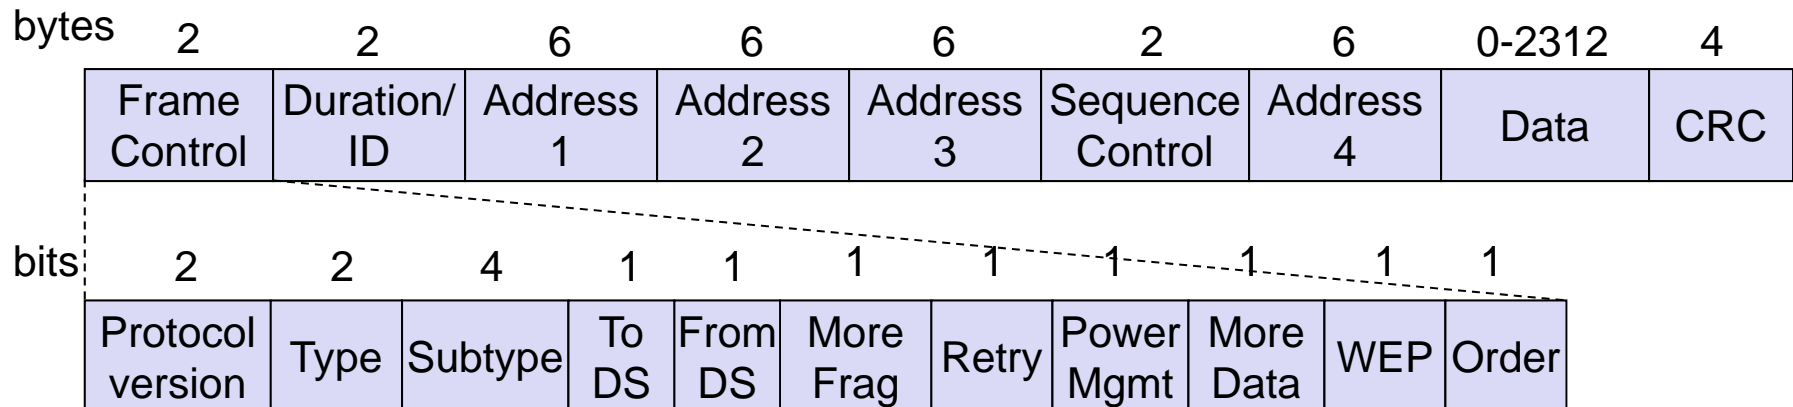 bytes 2 2 6 6 6 2 6 0-2312 4
Frame Control Duration/ ID Address 1 Address 2 Address 3 Sequence Control Address 4 Data CRC
bits 2 2 4 1 1 1 1 1 1 1 1
Protocol version Type Subtype To DS From DS More Frag Retry Power Mgmt More Data WEP Order